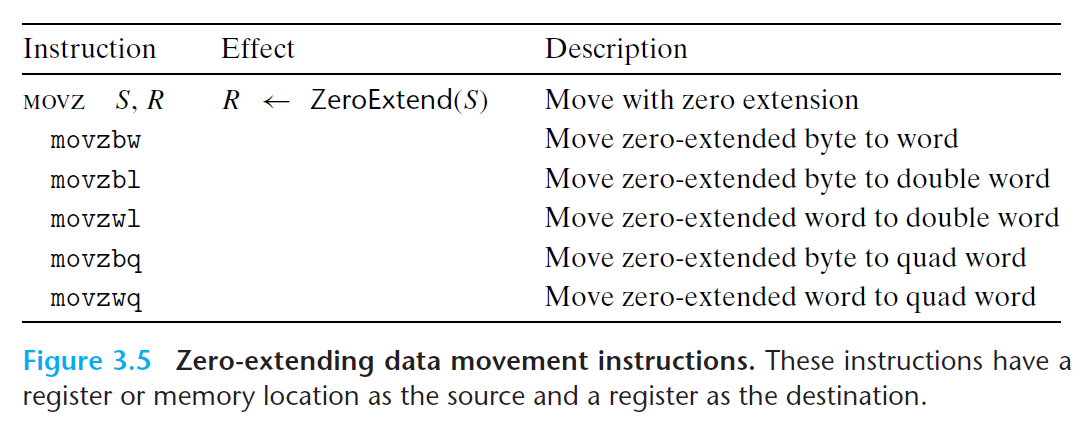 Instruction Effect Description
MOVZ S, R R ← ZeroExtend(S) Move with zero extension
movzbw Move zero-extended byte to word
movzbl Move zero-extended byte to double word
movzwl Move zero-extended word to double word
movzbq Move zero-extended byte to quad word
movzwq Move zero-extended word to quad word
Figure 3.5 Zero-extending data movement instructions. These instructions have a
register or memory location as the source and a register as the destination.